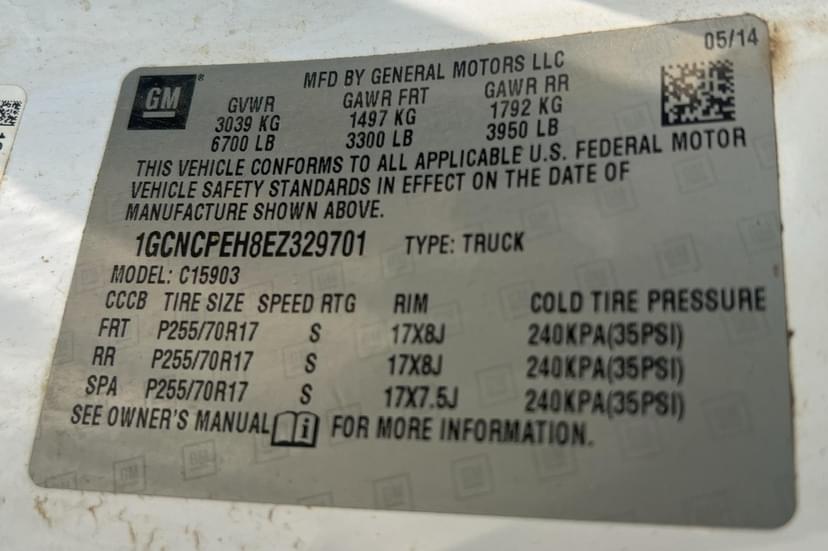 05/14
GM®
MFD BY GENERAL MOTORS LLC
GVWR GAWR FRT GAWR RR
3039 KG 1497 KG 1792 KG
6700 LB 3300 LB 3950 LB
THIS VEHICLE CONFORMS TO ALL APPLICABLE U.S. FEDERAL MOTOR
VEHICLE SAFETY STANDARDS IN EFFECT ON THE DATE OF
MANUFACTURE SHOWN ABOVE.
1GCNCPEH8EZ329701 TYPE: TRUCK
MODEL: C15903
CCCB TIRE SIZE SPEED RTG RIM COLD TIRE PRESSURE
FRT P255/70R17 S 17X8J 240KPA(35PSI)
RR P255/70R17 S 17X8J 240KPA(35PSI)
SPA P255/70R17 S 17X7.5J 240KPA(35PSI)
SEE OWNER'S MANUAL i FOR MORE INFORMATION.